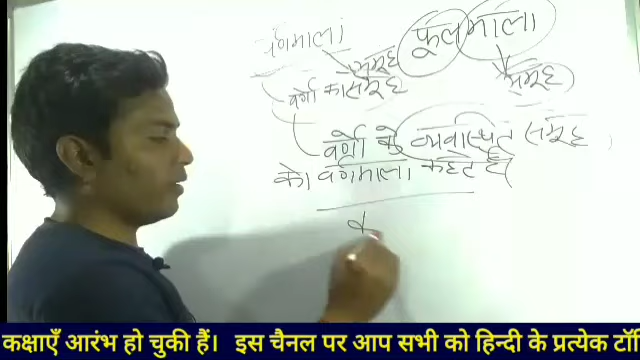 वर्णमाला फूलमाला
समूह समूह
वर्णो का समूह
वर्णो के व्यवास्थित समूह
को वर्णमाला कहते है
कक्षाएँ आरंभ हो चुकी हैं। इस चैनल पर आप सभी को हिन्दी के प्रत्येक टॉ